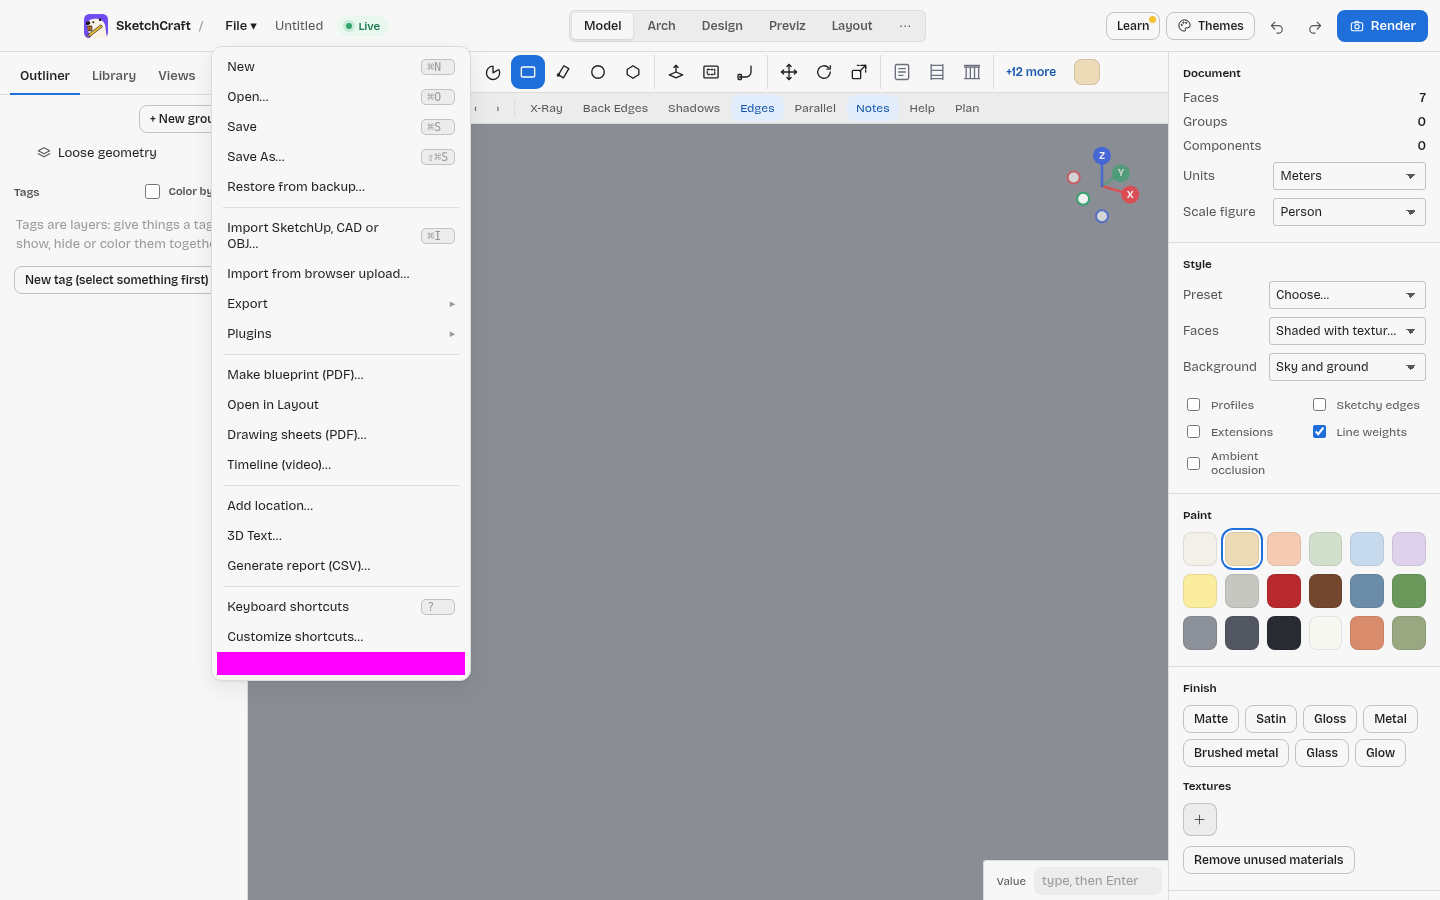 SketchCraft / File ▾ Untitled Live Model Arch Design Previz Layout ··· Learn Themes Render
Outliner Library Views
+12 more
‹ › X-Ray Back Edges Shadows Edges Parallel Notes Help Plan
+ New grou
Loose geometry
Tags Color by
Tags are layers: give things a tag
show, hide or color them togethe
New tag (select something first)
New ⌘N
Open... ⌘O
Save ⌘S
Save As... ⇧⌘S
Restore from backup...
Import SketchUp, CAD or
OBJ... ⌘I
Import from browser upload...
Export ▸
Plugins ▸
Make blueprint (PDF)...
Open in Layout
Drawing sheets (PDF)...
Timeline (video)...
Add location...
3D Text...
Generate report (CSV)...
Keyboard shortcuts ?
Customize shortcuts...
Z
Y
X
Value type, then Enter
Document
Faces 7
Groups 0
Components 0
Units Meters
Scale figure Person
Style
Preset Choose...
Faces Shaded with textur...
Background Sky and ground
Profiles Sketchy edges
Extensions Line weights
Ambient
occlusion
Paint
Finish
Matte Satin Gloss Metal
Brushed metal Glass Glow
Textures
+
Remove unused materials